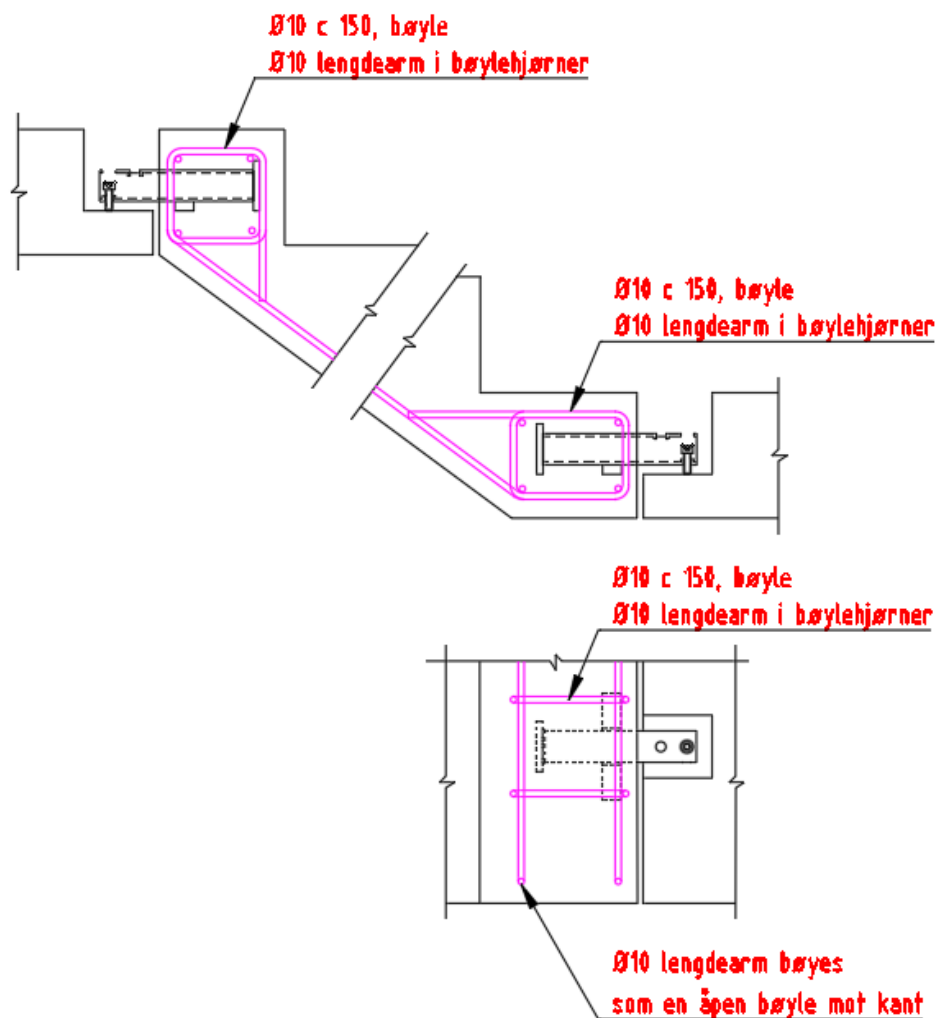 Ø10 c 150, bøyle
Ø10 lengdearm i bøylehjørner
Ø10 c 150, bøyle
Ø10 lengdearm i bøylehjørner
Ø10 c 150, bøyle
Ø10 lengdearm i bøylehjørner
Ø10 lengdearm bøyes
som en åpen bøyle mot kant